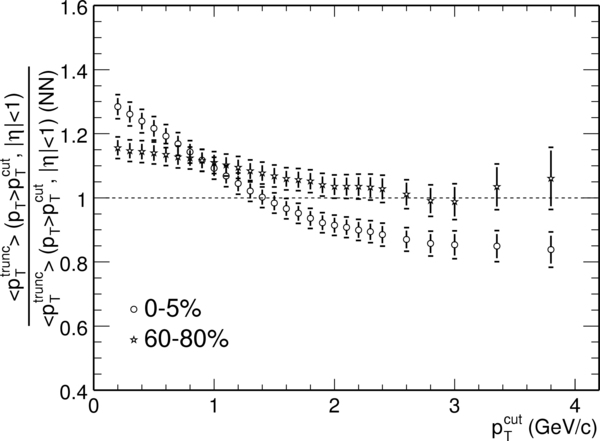 <p_T^trunc> (p_T>p_T^cut, |η|<1)
<p_T^trunc> (p_T>p_T^cut, |η|<1) (NN)
1.6
1.4
1.2
1
0.8
0.6
0.4
0-5%
60-80%
0 1 2 3 4
p_T^cut (GeV/c)